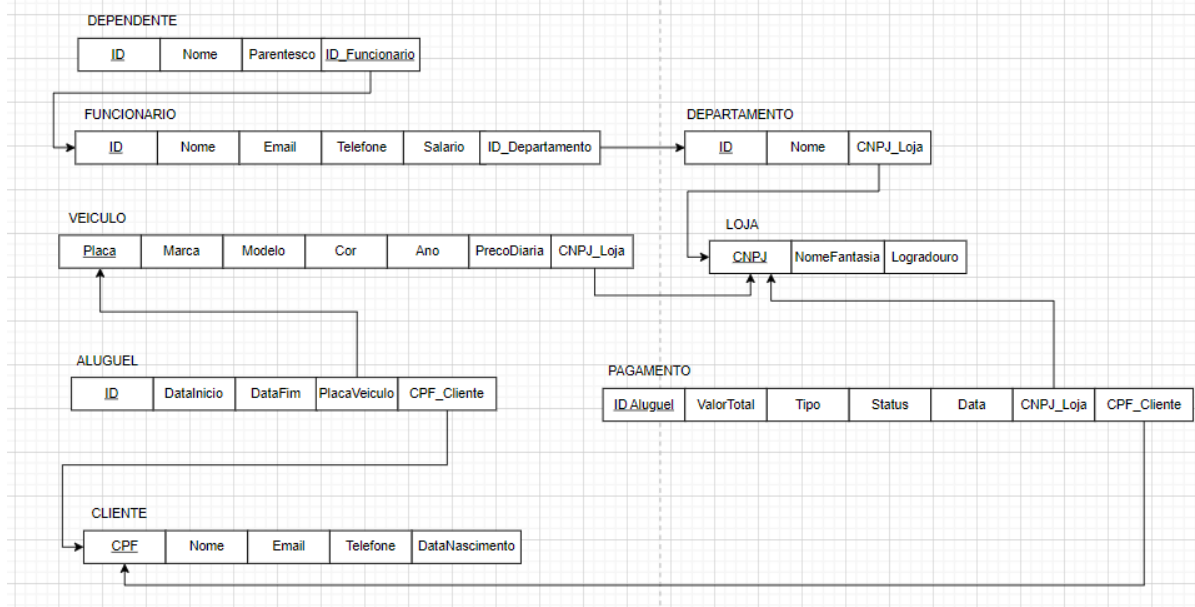 DEPENDENTE
ID Nome Parentesco ID_Funcionario
FUNCIONARIO
ID Nome Email Telefone Salario ID_Departamento
DEPARTAMENTO
ID Nome CNPJ_Loja
VEICULO
Placa Marca Modelo Cor Ano PrecoDiaria CNPJ_Loja
LOJA
CNPJ NomeFantasia Logradouro
ALUGUEL
ID DataInicio DataFim PlacaVeiculo CPF_Cliente
PAGAMENTO
ID Aluguel ValorTotal Tipo Status Data CNPJ_Loja CPF_Cliente
CLIENTE
CPF Nome Email Telefone DataNascimento